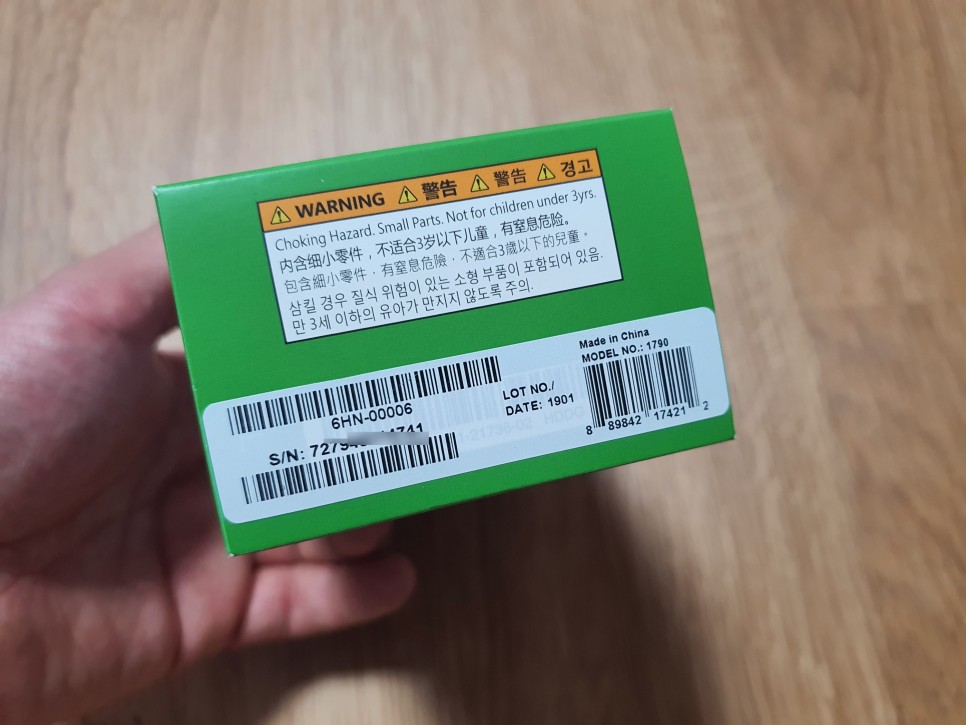 WARNING 警告 警告 경고
Choking Hazard. Small Parts. Not for children under 3yrs.
内含细小零件，不适合3岁以下儿童，有窒息危险。
包含細小零件．有窒息危險．不適合3歲以下的兒童。
삼킬 경우 질식 위험이 있는 소형 부품이 포함되어 있음.
만 3세 이하의 유아가 만지지 않도록 주의.
6HN-00006
S/N:
LOT NO./
DATE: 1901
Made in China
MODEL NO.: 1790
8 89842 17421 2